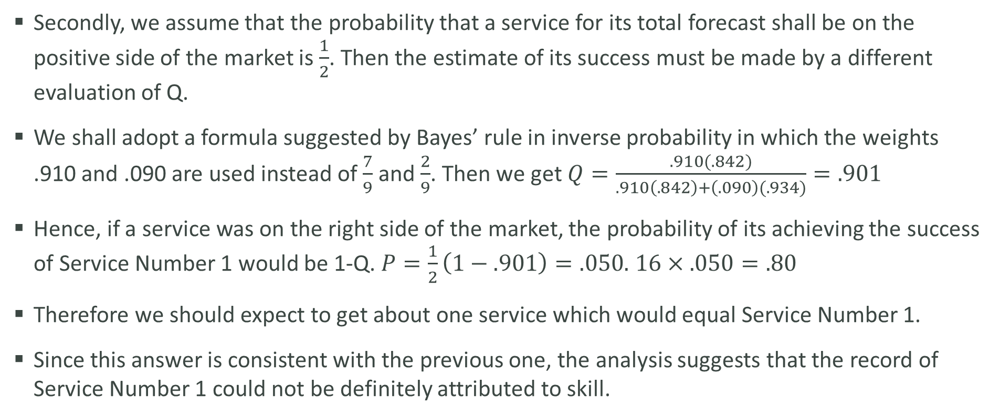 ▪ Secondly, we assume that the probability that a service for its total forecast shall be on the
positive side of the market is 1/2. Then the estimate of its success must be made by a different
evaluation of Q.
▪ We shall adopt a formula suggested by Bayes’ rule in inverse probability in which the weights
.910 and .090 are used instead of 7/9 and 2/9. Then we get Q = .910(.842)/.910(.842)+(.090)(.934) = .901
▪ Hence, if a service was on the right side of the market, the probability of its achieving the success
of Service Number 1 would be 1-Q. P = 1/2 (1 − .901) = .050. 16 × .050 = .80
▪ Therefore we should expect to get about one service which would equal Service Number 1.
▪ Since this answer is consistent with the previous one, the analysis suggests that the record of
Service Number 1 could not be definitely attributed to skill.